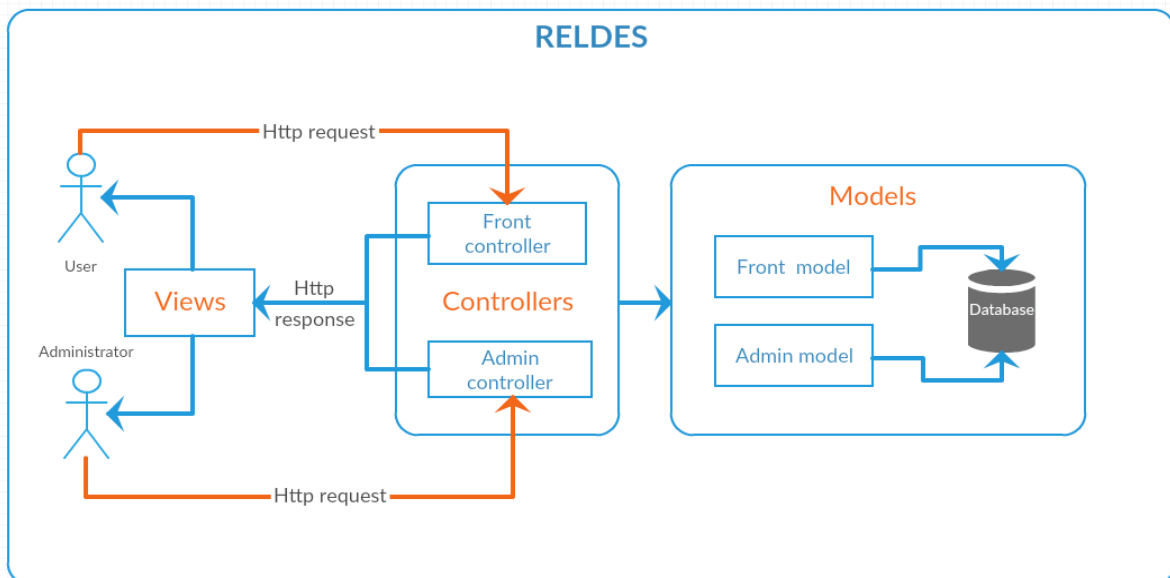 RELDES
Http request
User
Administrator
Views
Http
response
Front
controller
Controllers
Admin
controller
Http request
Models
Front model
Admin model
Database